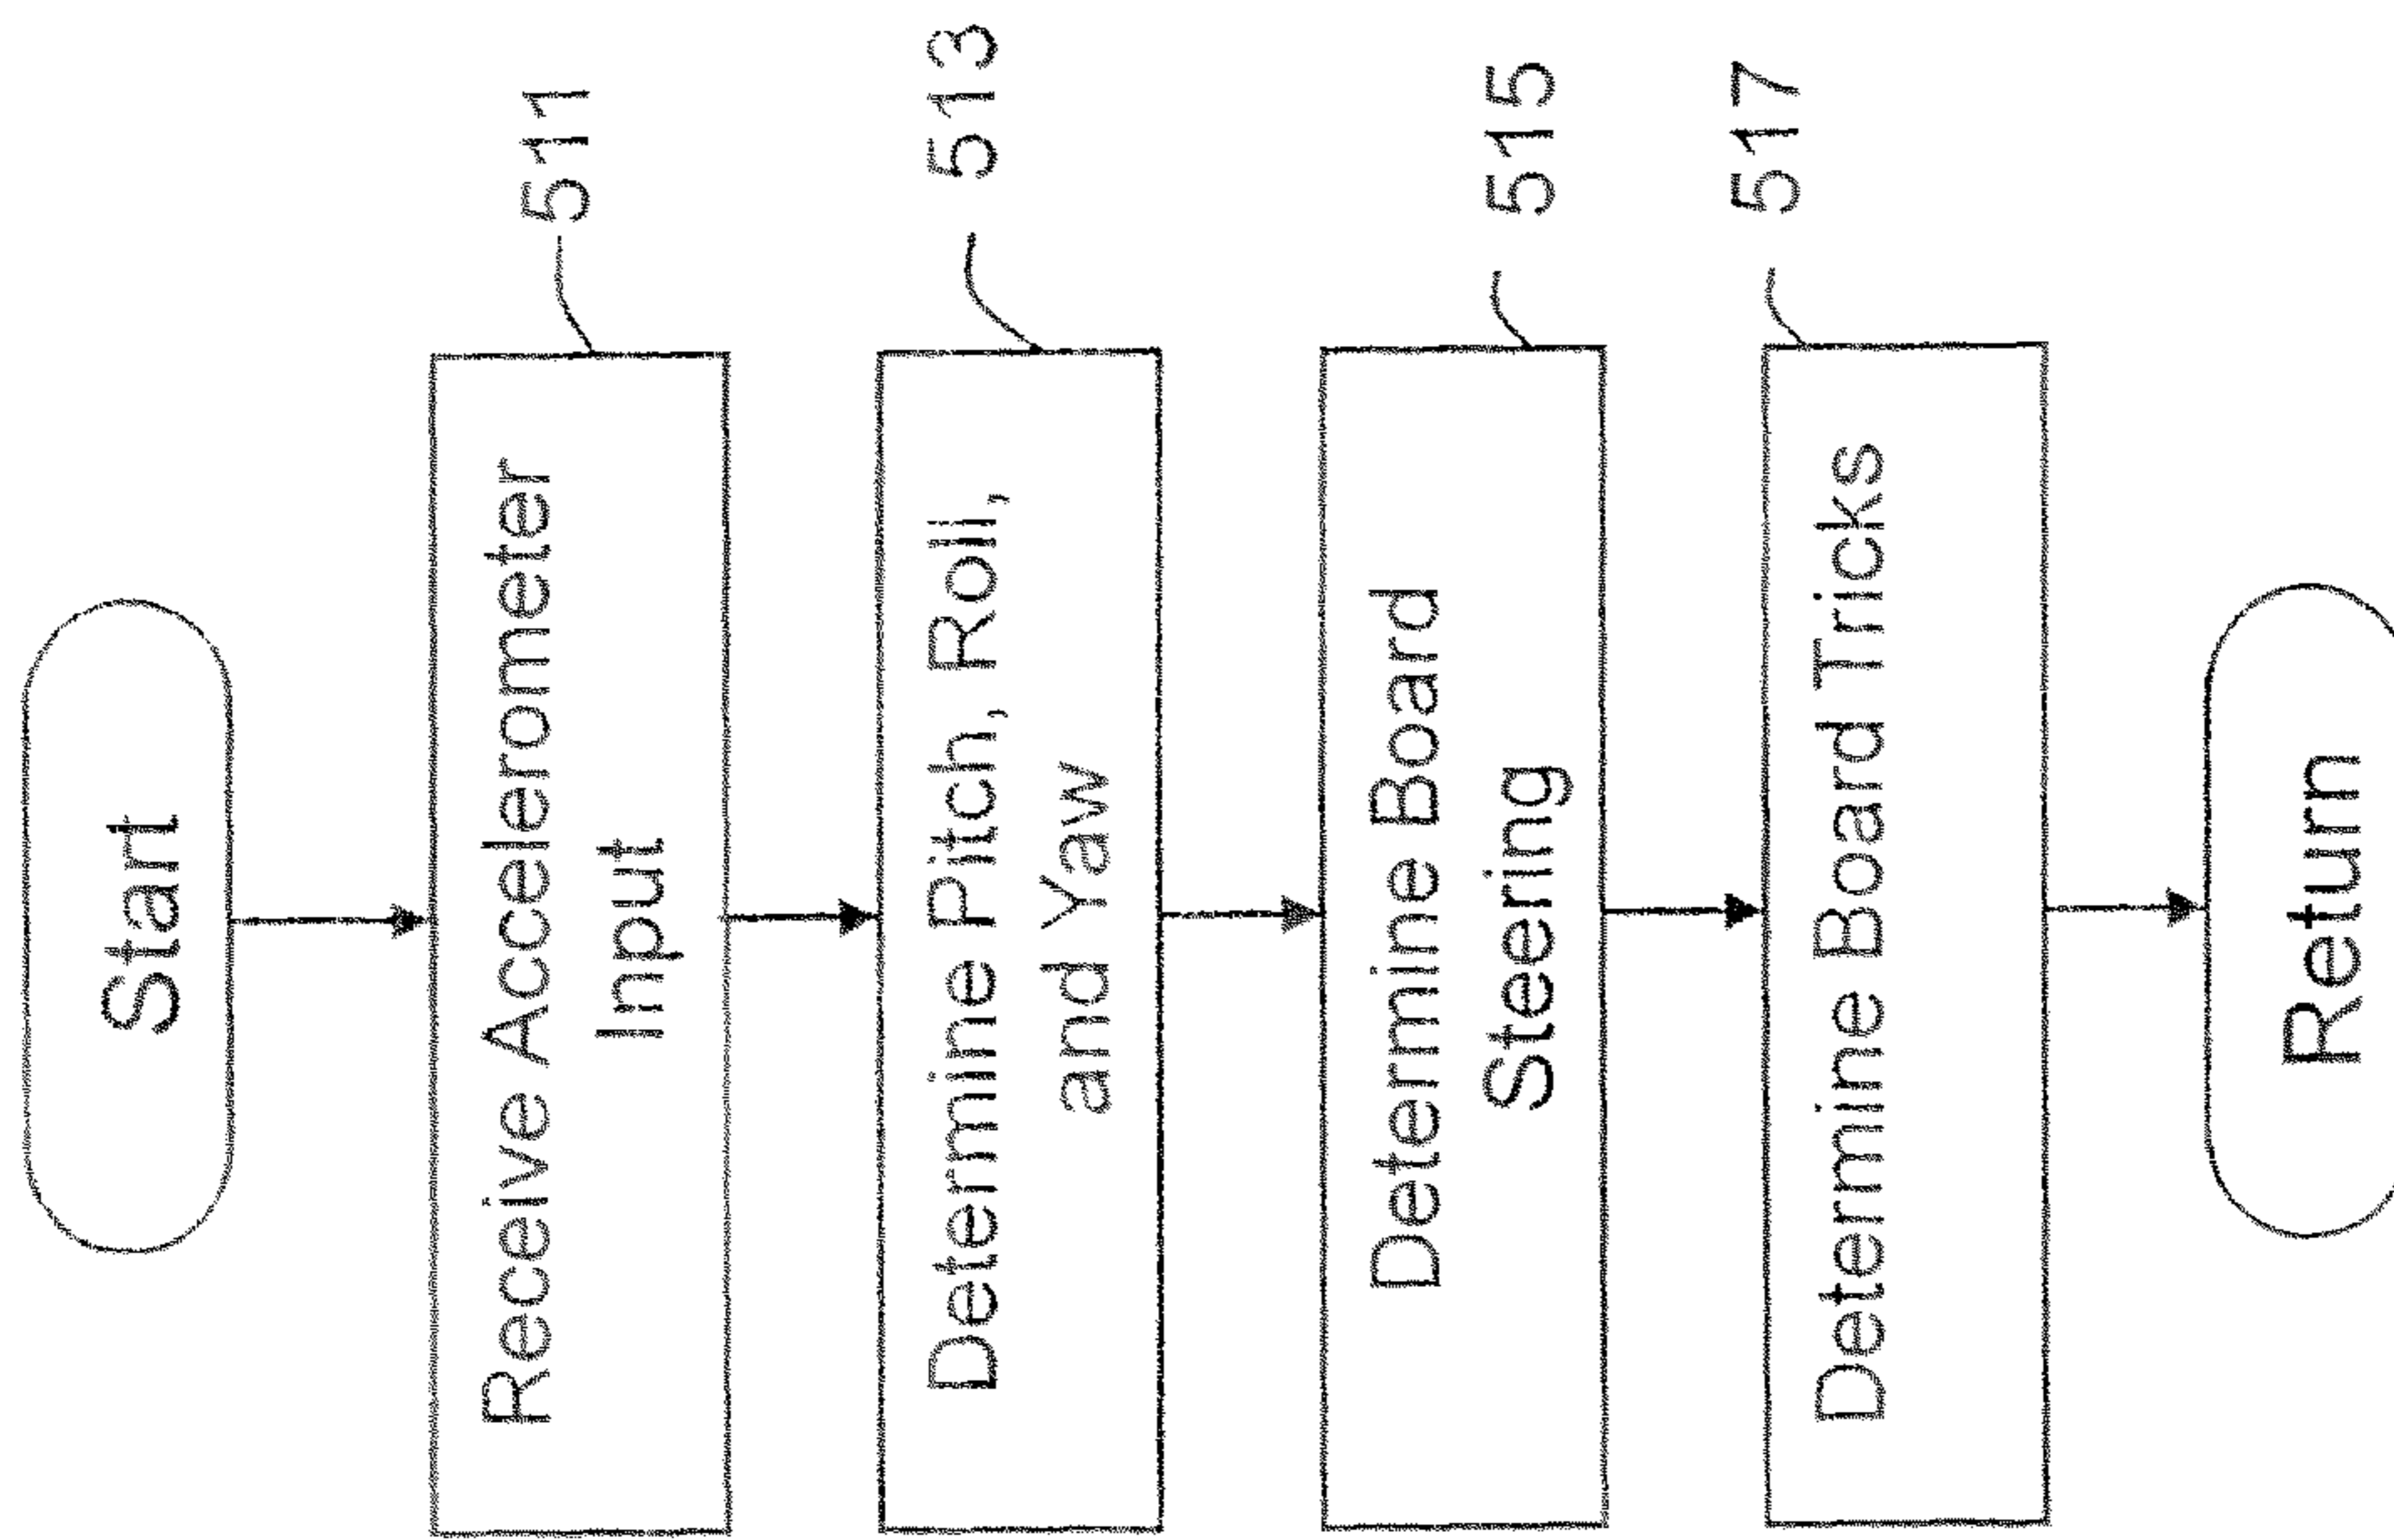 Start
Receive Accelerometer
Input
511
Determine Pitch, Roll,
and Yaw
513
Determine Board
Steering
515
Determine Board Tricks
517
Return